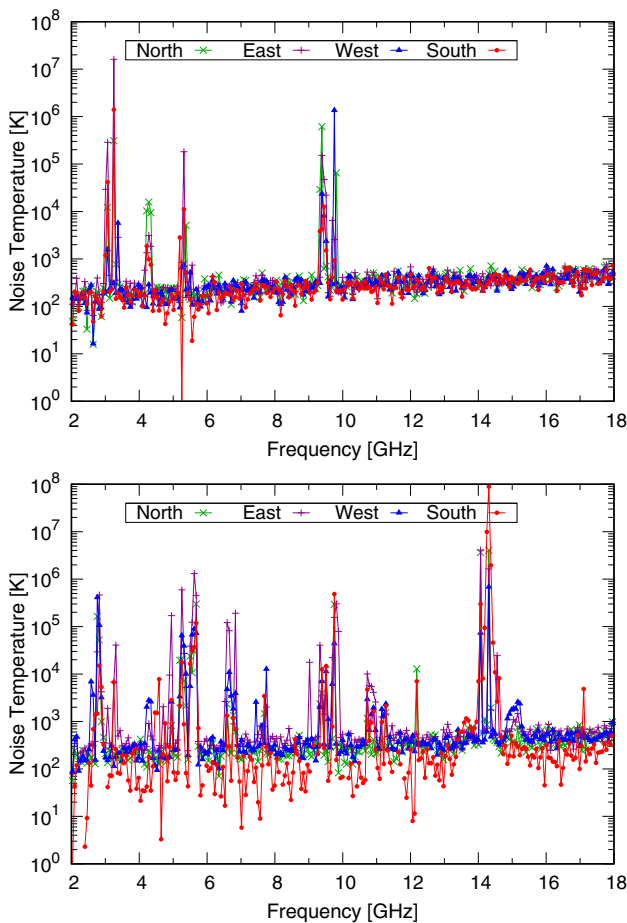 10^8
10^7
10^6
10^5
10^4
10^3
10^2
10^1
10^0
Noise Temperature [K]
North East West South
2 4 6 8 10 12 14 16 18
Frequency [GHz]
10^8
10^7
10^6
10^5
10^4
10^3
10^2
10^1
10^0
Noise Temperature [K]
North East West South
2 4 6 8 10 12 14 16 18
Frequency [GHz]